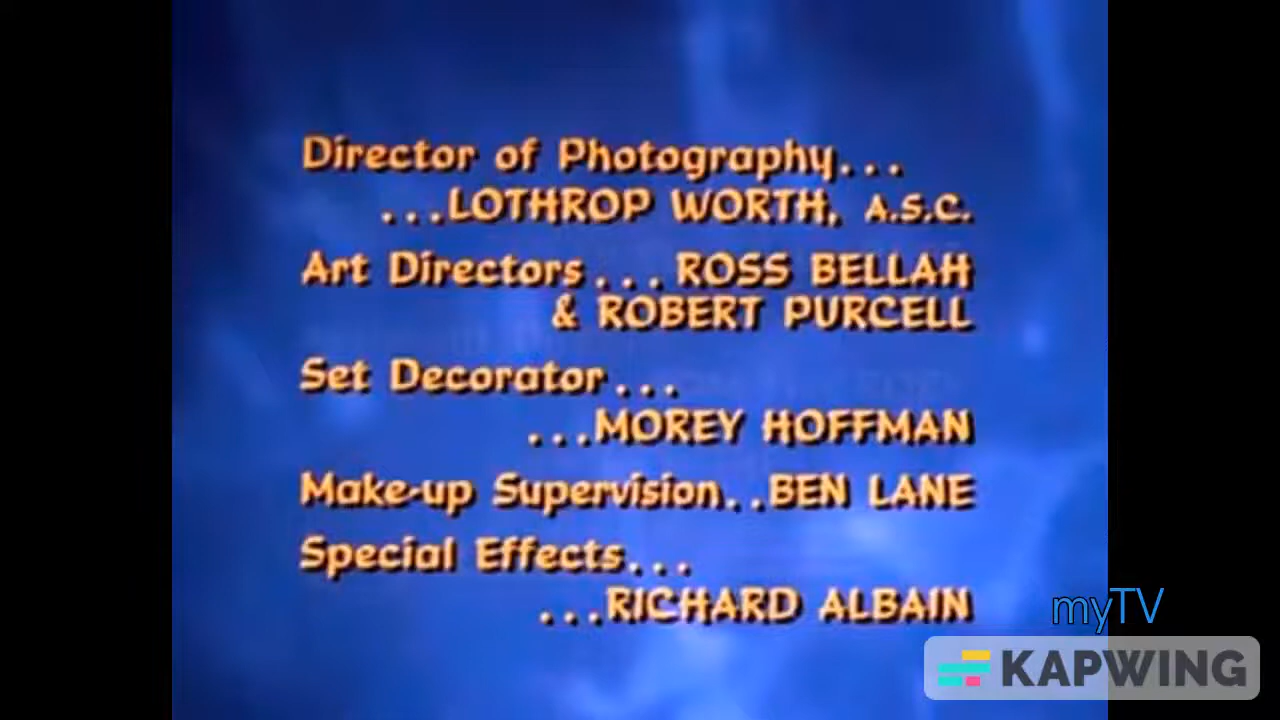 Director of Photography...
...LOTHROP WORTH, A.S.C.
Art Directors... ROSS BELLAH
& ROBERT PURCELL
Set Decorator...
...MOREY HOFFMAN
Make-up Supervision..BEN LANE
Special Effects...
...RICHARD ALBAIN
myTV
KAPWING